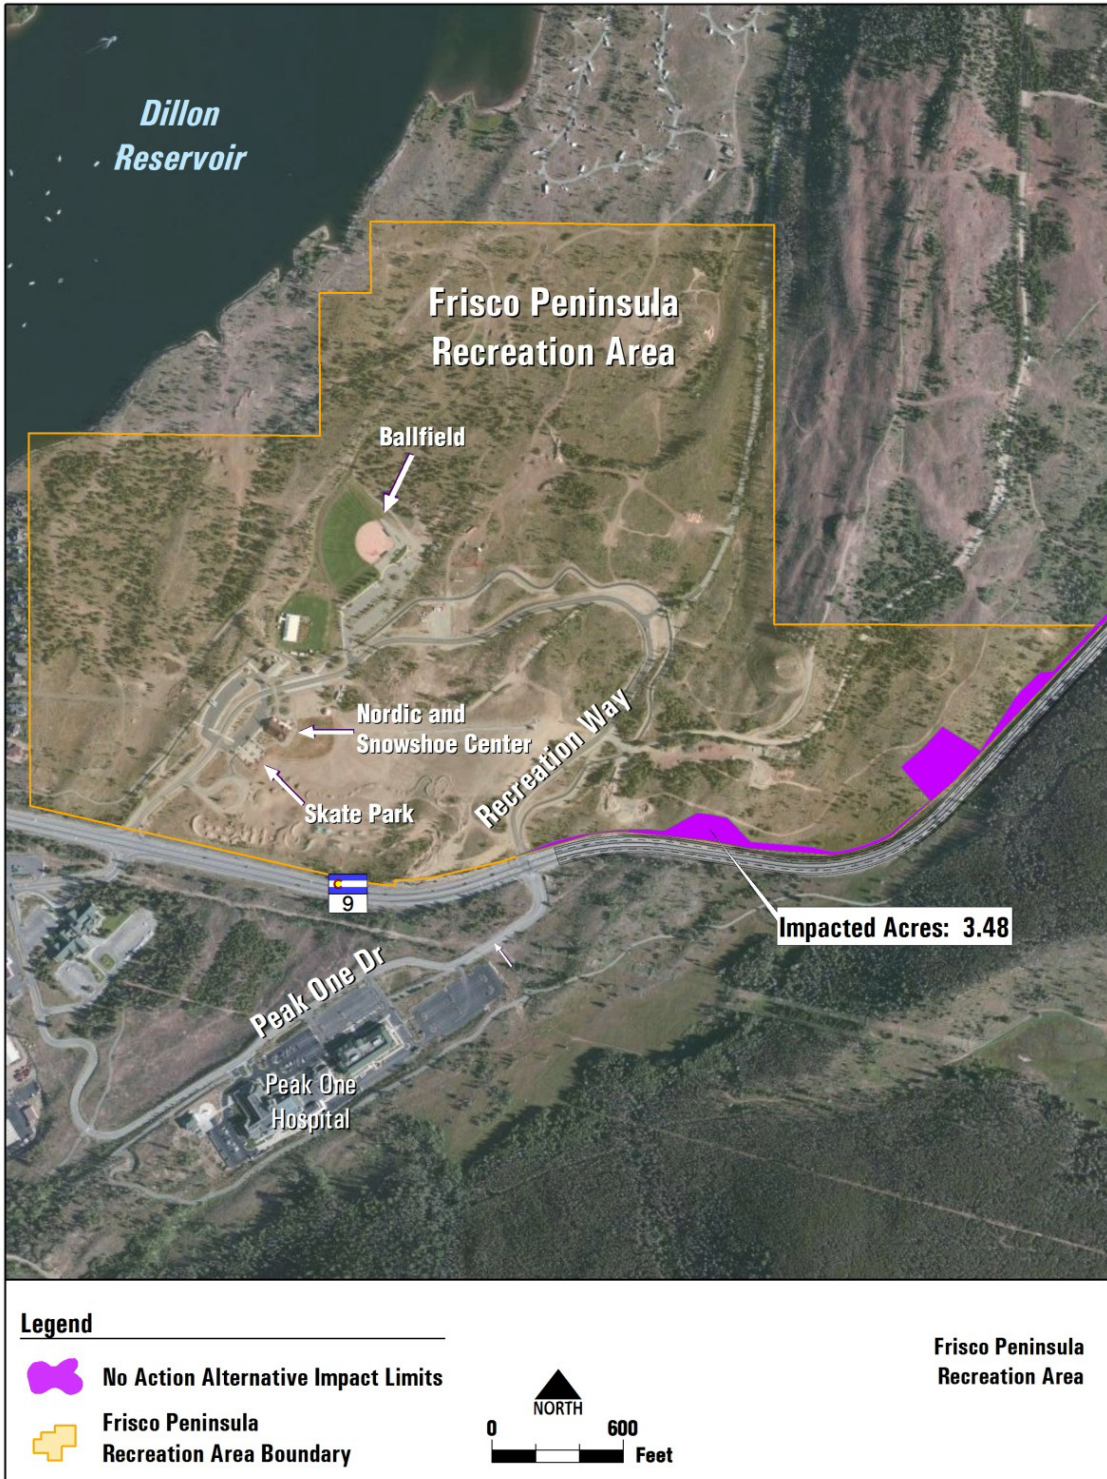 Dillon
Reservoir
Frisco Peninsula
Recreation Area
Ballfield
Nordic and
Snowshoe Center
Recreation Way
Skate Park
9
Impacted Acres: 3.48
Peak One Dr
Peak One
Hospital
Legend
No Action Alternative Impact Limits
Frisco Peninsula
Recreation Area Boundary
NORTH
0 600
Feet
Frisco Peninsula
Recreation Area